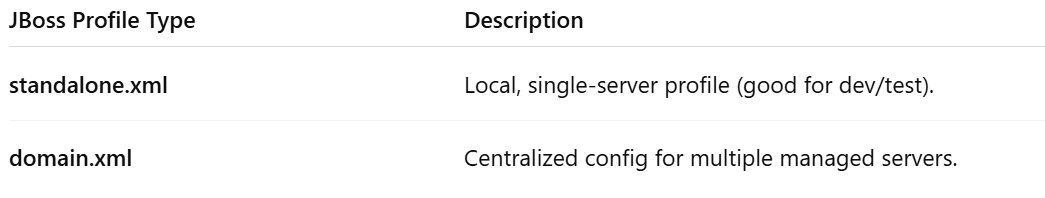 JBoss Profile Type Description
standalone.xml Local, single-server profile (good for dev/test).
domain.xml Centralized config for multiple managed servers.